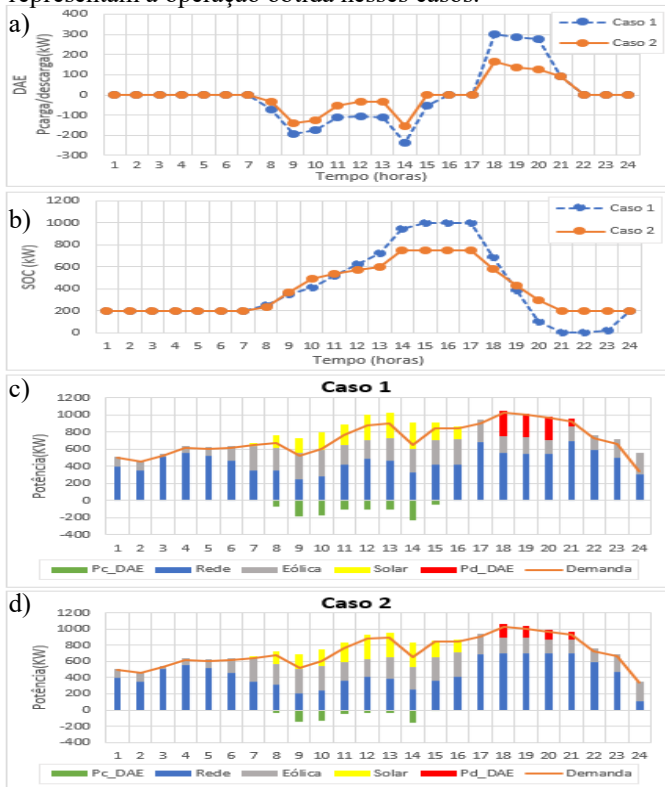 representam a operação obtida nesses casos.
a)
DAE
Pcarga/descarga(kW)
400
300
200
100
0
-100
-200
-300
Caso 1
Caso 2
1 2 3 4 5 6 7 8 9 10 11 12 13 14 15 16 17 18 19 20 21 22 23 24
Tempo (horas)
b)
SOC (kW)
1200
1000
800
600
400
200
0
Caso 1
Caso 2
1 2 3 4 5 6 7 8 9 10 11 12 13 14 15 16 17 18 19 20 21 22 23 24
Tempo (horas)
c)
Caso 1
Potência(KW)
1200
1000
800
600
400
200
0
-200
-400
1 2 3 4 5 6 7 8 9 10 11 12 13 14 15 16 17 18 19 20 21 22 23 24
Pc_DAE Rede Eólica Solar Pd_DAE Demanda
d)
Caso 2
Potência(KW)
1200
1000
800
600
400
200
0
-200
-400
1 2 3 4 5 6 7 8 9 10 11 12 13 14 15 16 17 18 19 20 21 22 23 24
Pc_DAE Rede Eólica Solar Pd_DAE Demanda